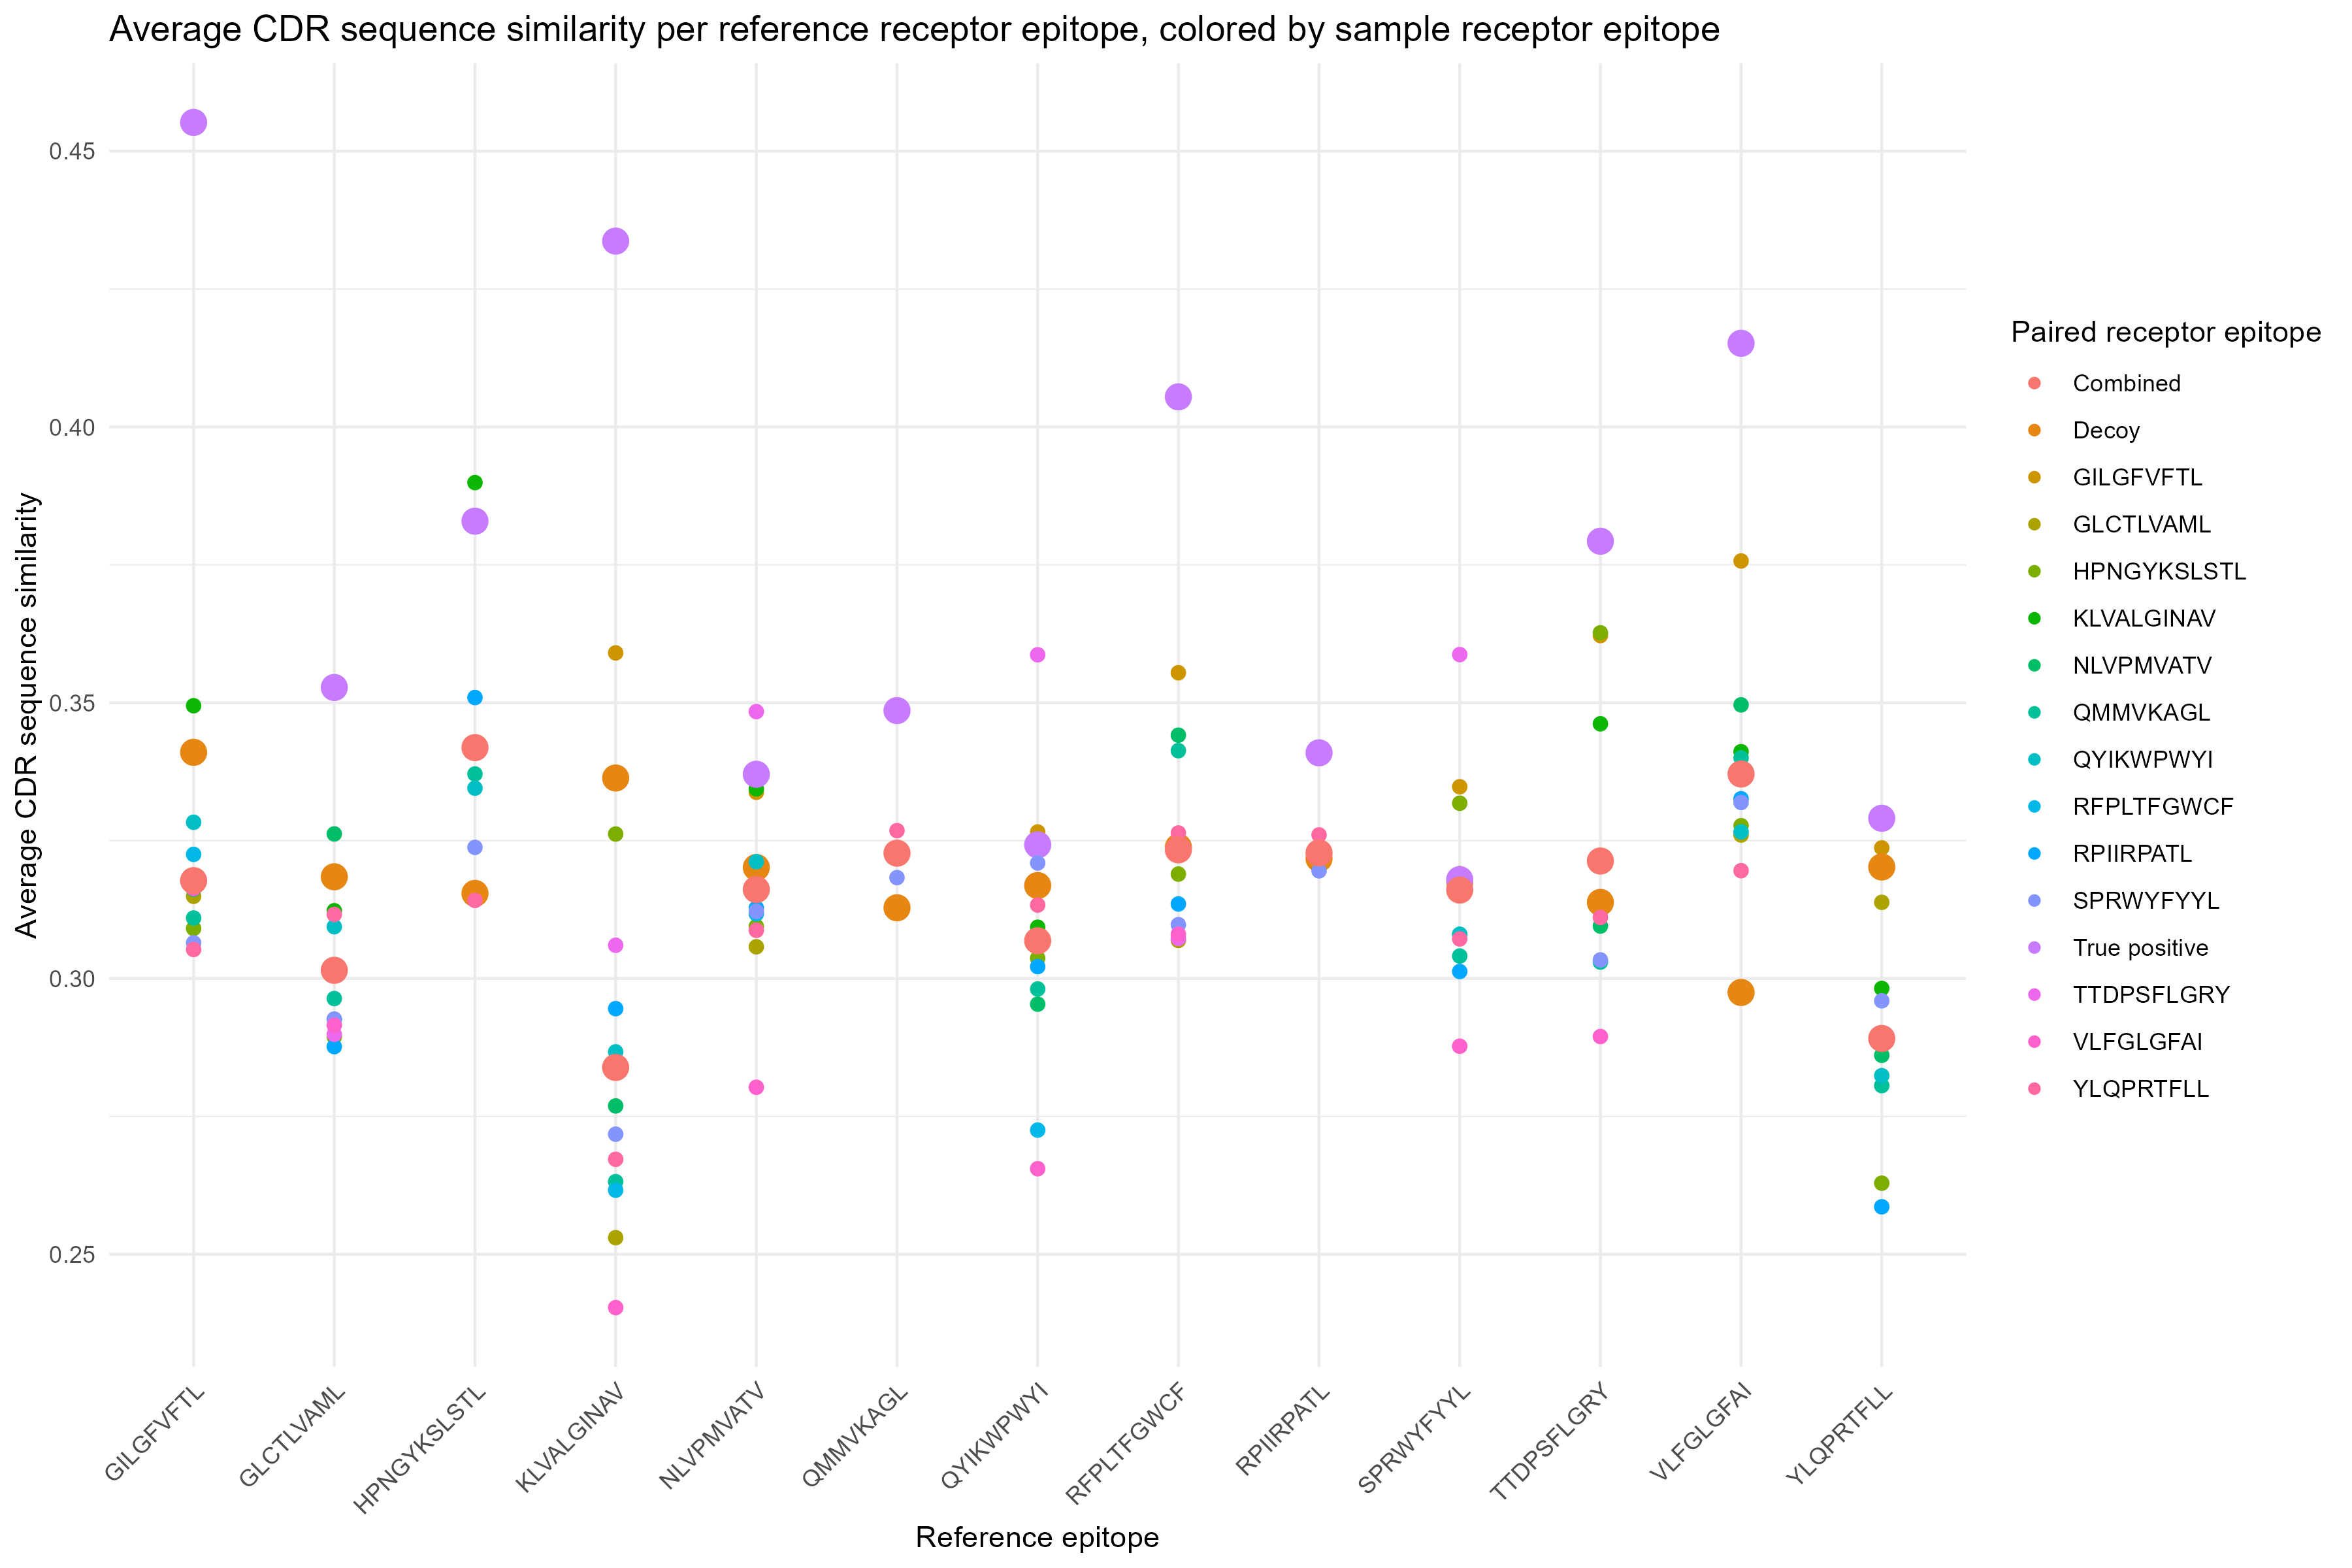 Average CDR sequence similarity per reference receptor epitope, colored by sample receptor epitope
Average CDR sequence similarity
0.45
0.40
0.35
0.30
0.25
GILGFVFTL
GLCTLVAML
HPNGYKSLSTL
KLVALGINAV
NLVPMVATV
QMMVKAGL
QYIKWPWYI
RFPLTFGWCF
RPIIRPATL
SPRWYFYYL
TTDPSFLGRY
VLFGLGFAI
YLQPRTFLL
Reference epitope
Paired receptor epitope
Combined
Decoy
GILGFVFTL
GLCTLVAML
HPNGYKSLSTL
KLVALGINAV
NLVPMVATV
QMMVKAGL
QYIKWPWYI
RFPLTFGWCF
RPIIRPATL
SPRWYFYYL
True positive
TTDPSFLGRY
VLFGLGFAI
YLQPRTFLL